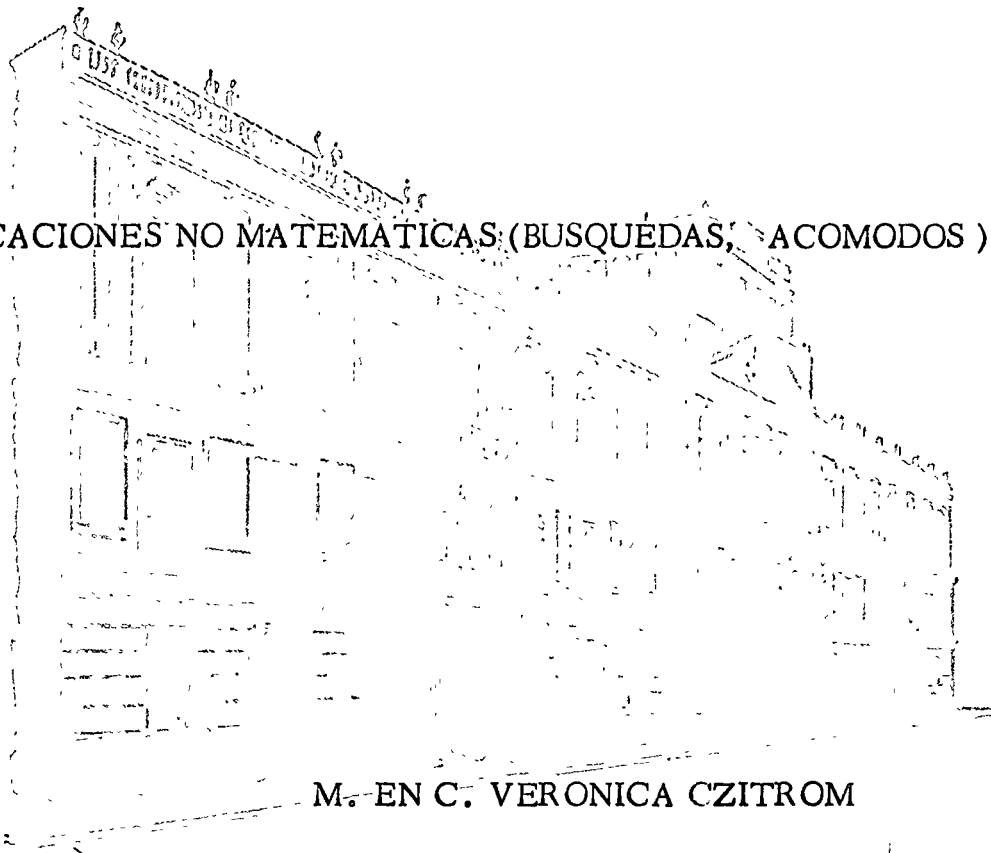 CACIONES NO MATEMATICAS (BUSQUEDAS, ACOMODOS )
M. EN C. VERONICA CZITROM